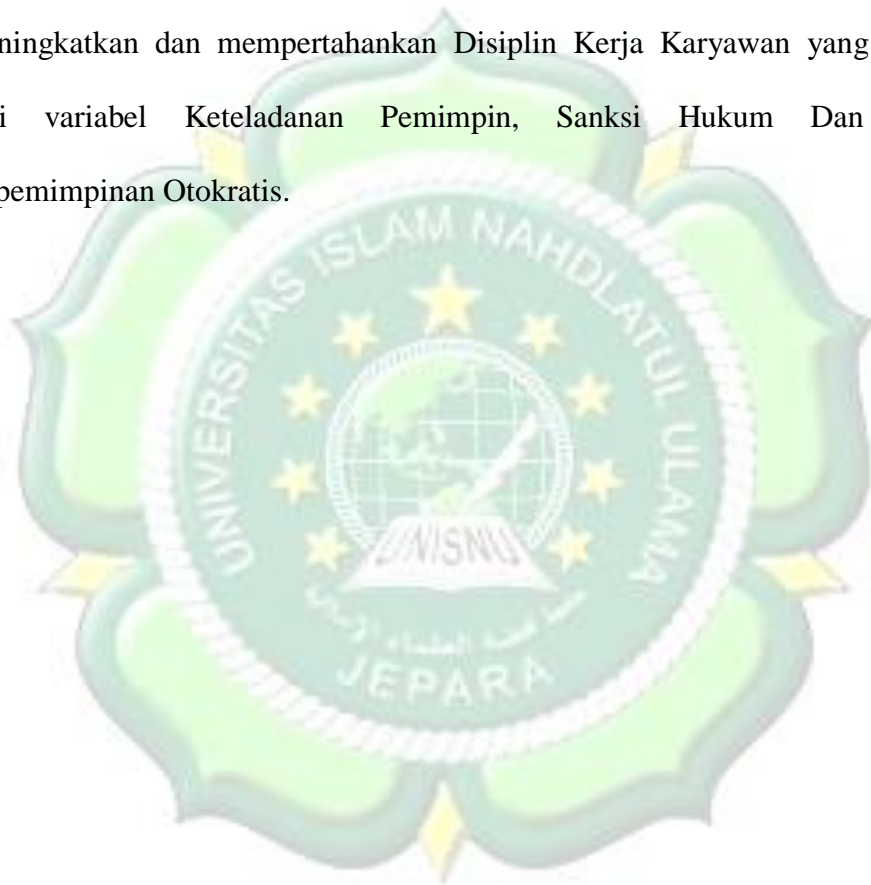 ningkatkan dan mempertahankan Disiplin Kerja Karyawan yang
i variabel Keteladanan Pemimpin, Sanksi Hukum Dan
pemimpinan Otokratis.
UNIVERSITAS ISLAM NAHDLATUL ULAMA
UNISNU
JEPARA